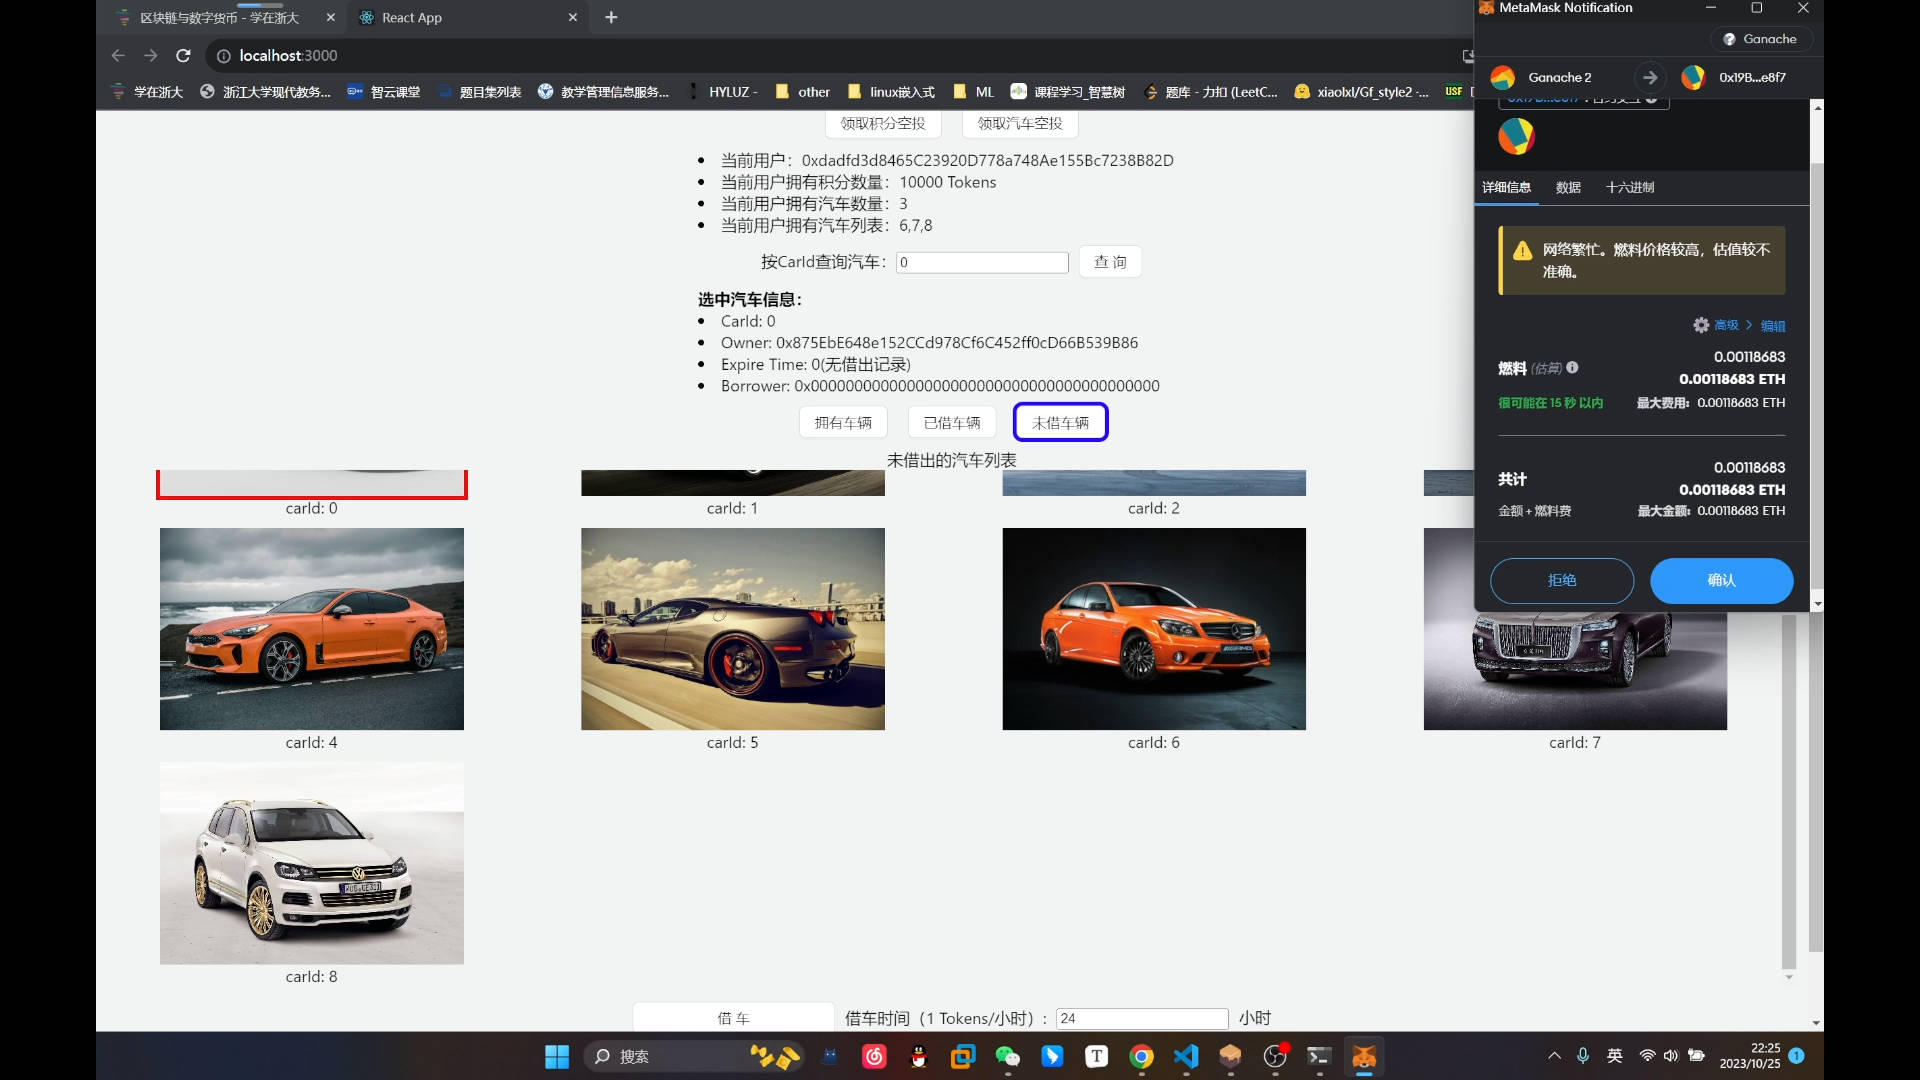 区块链与数字货币 - 学在浙大
React App
MetaMask Notification
localhost:3000
Ganache
Ganache 2
0x19B...e8f7
学在浙大
浙江大学现代教务...
智云课堂
题目集列表
教学管理信息服务...
HYLUZ -
other
linux嵌入式
ML
课程学习_智慧树
题库 - 力扣 (LeetC...
xiaolxl/Gf_style2 -...
USF
领取积分空投
领取汽车空投
当前用户：0xdadfd3d8465C23920D778a748Ae155Bc7238B82D
当前用户拥有积分数量：10000 Tokens
当前用户拥有汽车数量：3
当前用户拥有汽车列表：6,7,8
按CarId查询汽车：
0
查 询
选中汽车信息：
CarId: 0
Owner: 0x875EbE648e152CCd978Cf6C452ff0cD66B539B86
Expire Time: 0(无借出记录)
Borrower: 0x0000000000000000000000000000000000000000
拥有车辆
已借车辆
未借车辆
未借出的汽车列表
carId: 0
carId: 1
carId: 2
carId: 4
carId: 5
carId: 6
carId: 7
carId: 8
借 车
借车时间（1 Tokens/小时）：
24
小时
详细信息
数据
十六进制
网络繁忙。燃料价格较高，估值较不
准确。
高级 >
编辑
0.00118683
燃料 (估算)
0.00118683 ETH
很可能在 15 秒 以内
最大费用: 0.00118683 ETH
0.00118683
共计
0.00118683 ETH
金额 + 燃料费
最大金额: 0.00118683 ETH
拒绝
确认
搜索
英
22:25
2023/10/25
1